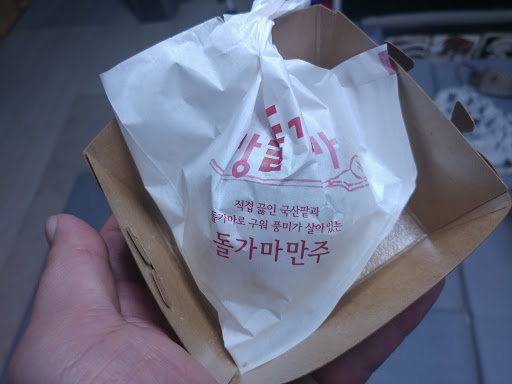 직접 끓인 국산팥과
돌가마로 구워 풍미가 살아있는
돌가마만주